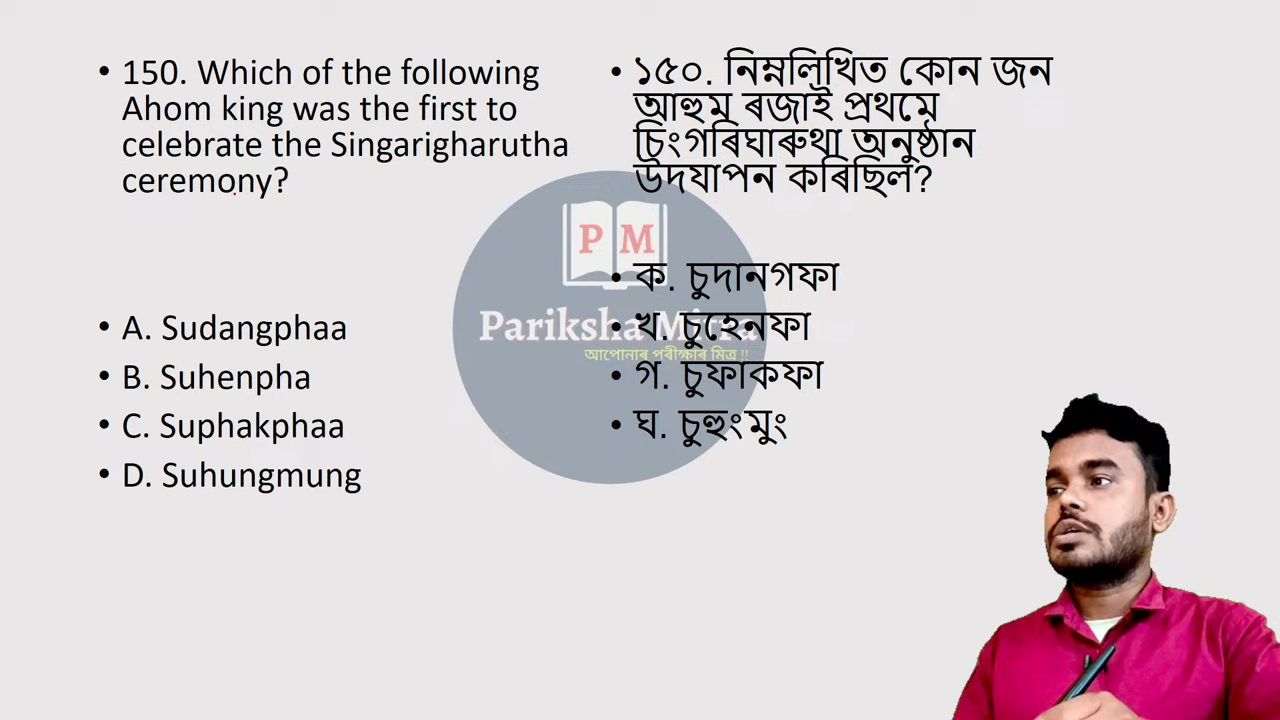 • 150. Which of the following
Ahom king was the first to
celebrate the Singarigharutha
ceremony?
• A. Sudangphaa
• B. Suhenpha
• C. Suphakphaa
• D. Suhungmung
• ১৫০. নিম্নলিখিত কোন জন
আহুম ৰজাই প্ৰথমে
চিংগৰিঘাৰুথা অনুষ্ঠান
উদযাপন কৰিছিল?
• ক. চুদানগফা
• খ. চুহেনফা
• গ. চুফাকফা
• ঘ. চুহুংমুং
P M
Pariksha Mitra
আপোনাৰ পৰীক্ষাৰ মিত্ৰ !!